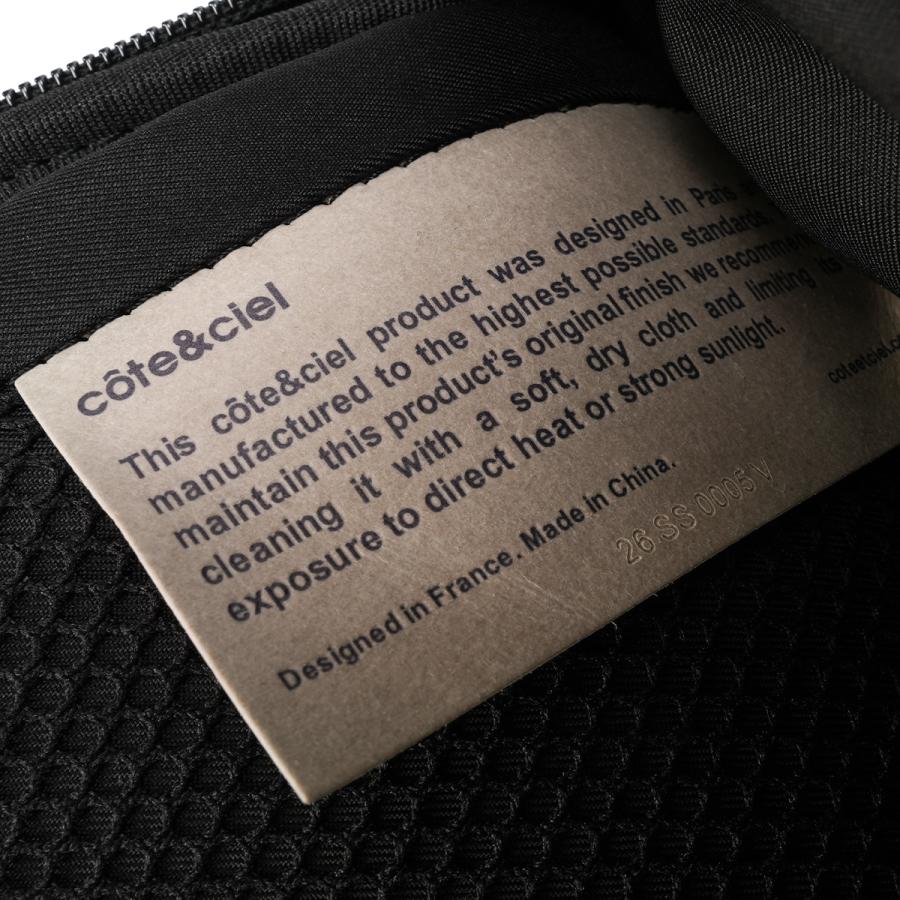 côte&ciel
This côte&ciel product was designed in Paris
manufactured to the highest possible standards.
maintain this product's original finish we recommend
cleaning it with a soft, dry cloth and limiting its
exposure to direct heat or strong sunlight.
coteetciel.c
Designed in France. Made in China.
26.SS 0005 V